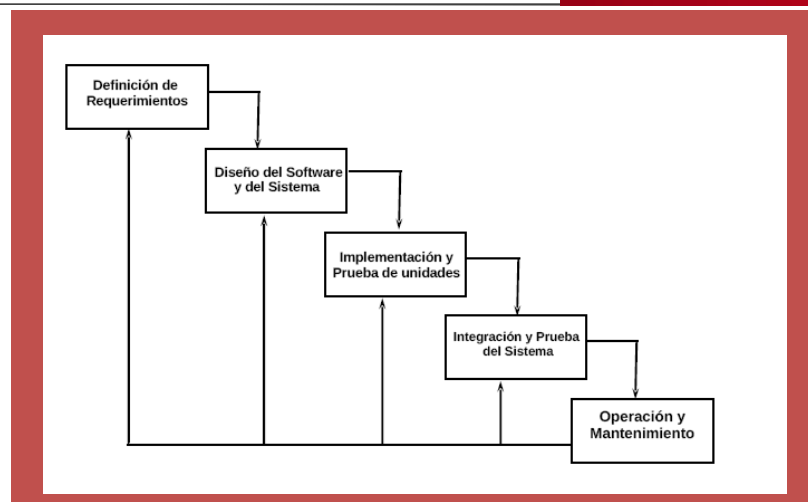 Definición de
Requerimientos
Diseño del Software
y del Sistema
Implementación y
Prueba de unidades
Integración y Prueba
del Sistema
Operación y
Mantenimiento